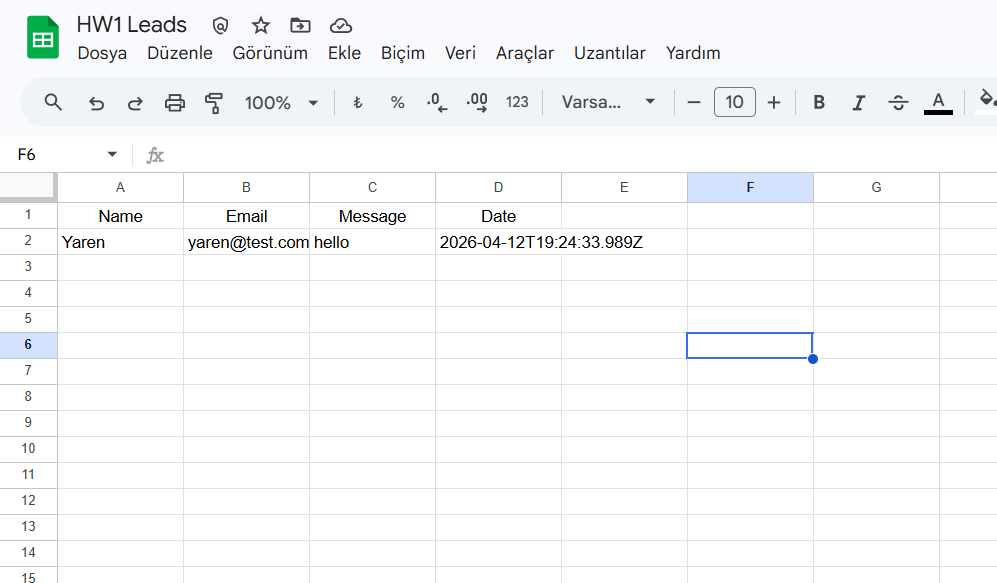 HW1 Leads
Dosya Düzenle Görünüm Ekle Biçim Veri Araçlar Uzantılar Yardım
100% ₺ % .0 .00 123 Varsa... 10 B I A
F6 fx
A B C D E F G
1 Name Email Message Date
2 Yaren yaren@test.com hello 2026-04-12T19:24:33.989Z
3
4
5
6
7
8
9
10
11
12
13
14
15